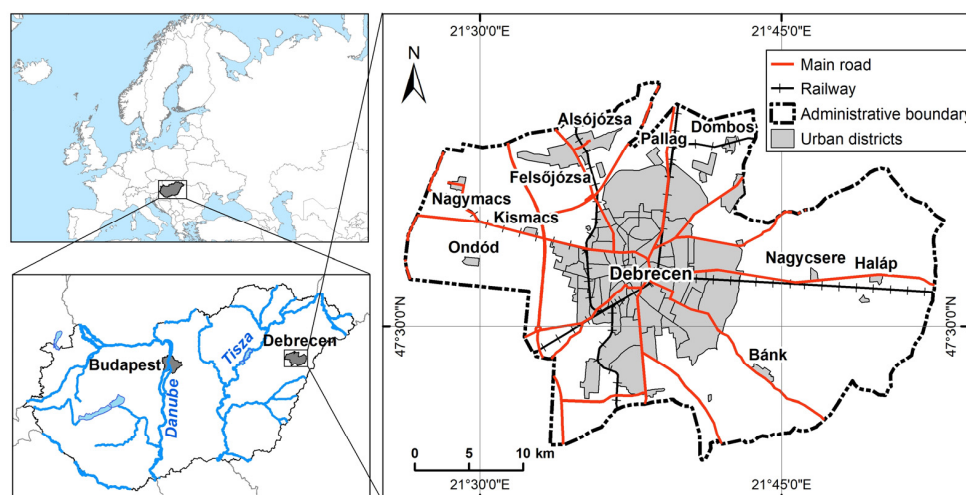 21°30'0"E
21°45'0"E
N
Main road
Railway
Administrative boundary
Urban districts
Alsójózsa
Dombos
Pallag
Felsőjózsa
Nagymacs
Kismacs
Ondód
Nagycsere
Haláp
Debrecen
Bánk
47°30'0"N
47°30'0"N
0 5 10 km
21°30'0"E
21°45'0"E
Budapest
Danube
Tisza
Debrecen